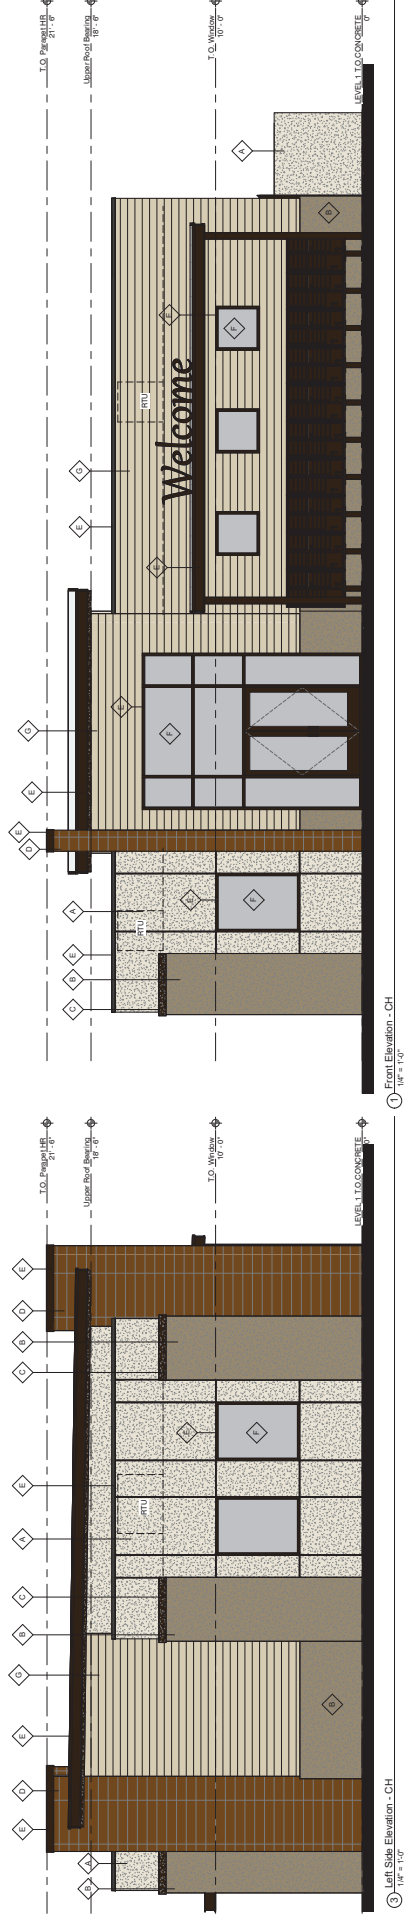 E
D
E
G
B
C
A
E
C
B
D
E
B
A
RTU
E
F
B
T.O. Parapet HR
21' - 6"
Upper Roof Bearing
18' - 6"
T.O. Window
10' - 0"
LEVEL 1 T.O.CONCRETE
0"
3
Left Side Elevation - CH
1/4" = 1'-0"
C
B
E
A
D
E
E
G
E
G
RTU
RTU
E
F
E
F
E
Welcome
E
F
A
B
T.O. Parapet HR
21' - 6"
Upper Roof Bearing
18' - 6"
T.O. Window
10' - 0"
LEVEL 1 T.O.CONCRETE
0"
1
Front Elevation - CH
1/4" = 1'-0"